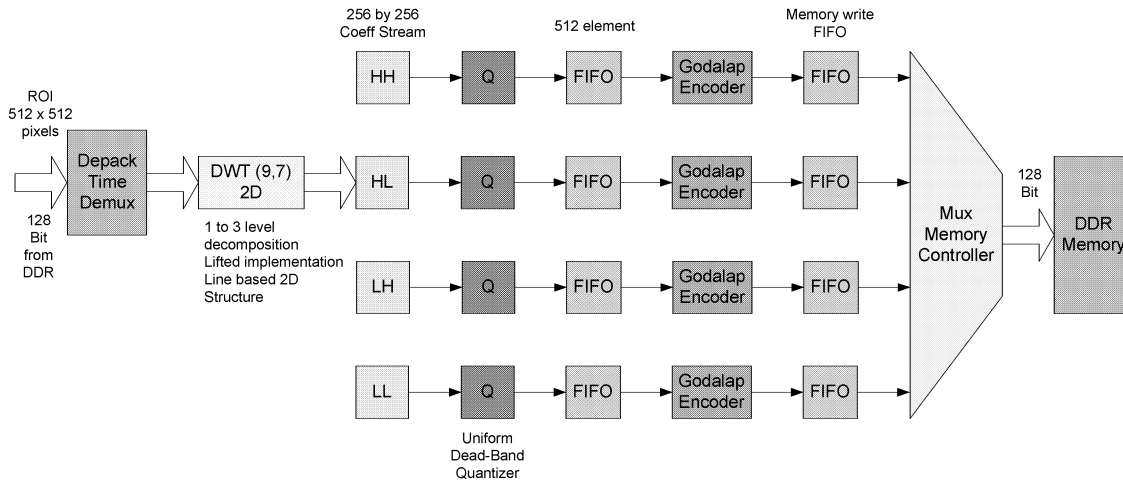 256 by 256
Coeff Stream
512 element
Memory write
FIFO
HH
Q
FIFO
Godalap
Encoder
FIFO
ROI
512 x 512
pixels
Depack
Time
Demux
128
Bit
from
DDR
DWT (9,7)
2D
1 to 3 level
decomposition
Lifted implementation
Line based 2D
Structure
HL
Q
FIFO
Godalap
Encoder
FIFO
LH
Q
FIFO
Godalap
Encoder
FIFO
LL
Q
FIFO
Godalap
Encoder
FIFO
Uniform
Dead-Band
Quantizer
Mux
Memory
Controller
128
Bit
DDR
Memory